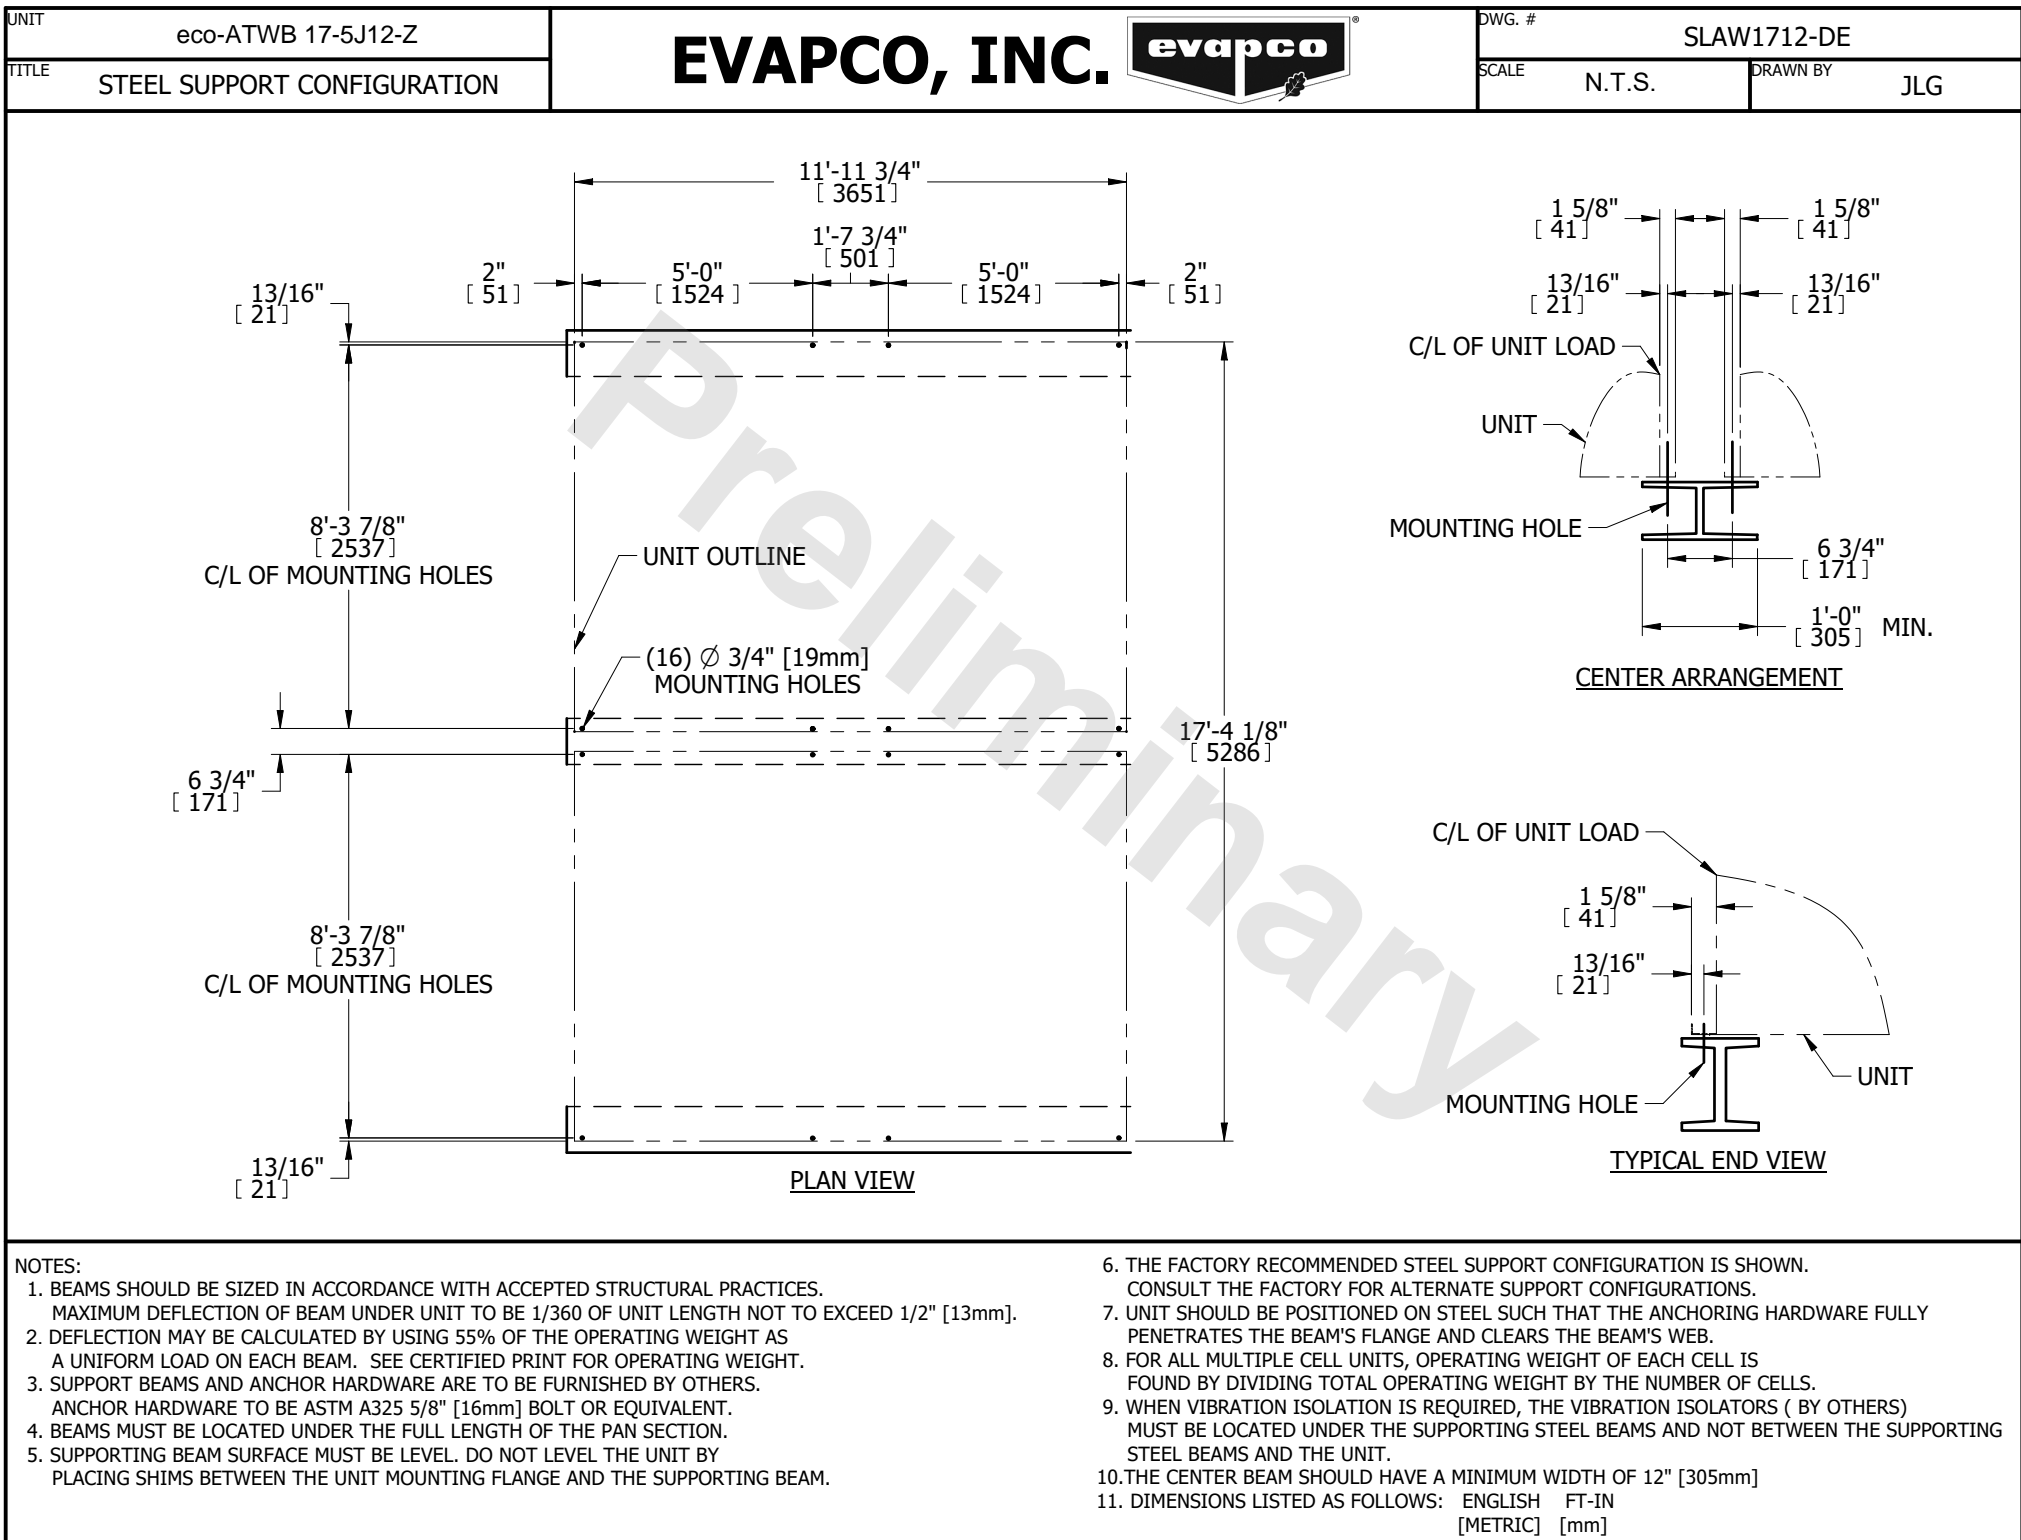 UNIT
eco-ATWB 17-5J12-Z
TITLE
STEEL SUPPORT CONFIGURATION
EVAPCO, INC.
evapco
®
DWG. #
SLAW1712-DE
SCALE
N.T.S.
DRAWN BY
JLG
11'-11 3/4"
[ 3651 ]
1'-7 3/4"
[ 501 ]
2"
[ 51 ]
5'-0"
[ 1524 ]
5'-0"
[ 1524 ]
2"
[ 51 ]
13/16"
[ 21 ]
8'-3 7/8"
[ 2537 ]
C/L OF MOUNTING HOLES
UNIT OUTLINE
(16) Ø 3/4" [19mm]
MOUNTING HOLES
6 3/4"
[ 171 ]
17'-4 1/8"
[ 5286 ]
8'-3 7/8"
[ 2537 ]
C/L OF MOUNTING HOLES
13/16"
[ 21 ]
PLAN VIEW
Preliminary
1 5/8"
[ 41 ]
1 5/8"
[ 41 ]
13/16"
[ 21 ]
13/16"
[ 21 ]
C/L OF UNIT LOAD
UNIT
MOUNTING HOLE
6 3/4"
[ 171 ]
1'-0"
[ 305 ]
MIN.
CENTER ARRANGEMENT
C/L OF UNIT LOAD
1 5/8"
[ 41 ]
13/16"
[ 21 ]
UNIT
MOUNTING HOLE
TYPICAL END VIEW
NOTES:
1. BEAMS SHOULD BE SIZED IN ACCORDANCE WITH ACCEPTED STRUCTURAL PRACTICES.
MAXIMUM DEFLECTION OF BEAM UNDER UNIT TO BE 1/360 OF UNIT LENGTH NOT TO EXCEED 1/2" [13mm].
2. DEFLECTION MAY BE CALCULATED BY USING 55% OF THE OPERATING WEIGHT AS
A UNIFORM LOAD ON EACH BEAM. SEE CERTIFIED PRINT FOR OPERATING WEIGHT.
3. SUPPORT BEAMS AND ANCHOR HARDWARE ARE TO BE FURNISHED BY OTHERS.
ANCHOR HARDWARE TO BE ASTM A325 5/8" [16mm] BOLT OR EQUIVALENT.
4. BEAMS MUST BE LOCATED UNDER THE FULL LENGTH OF THE PAN SECTION.
5. SUPPORTING BEAM SURFACE MUST BE LEVEL. DO NOT LEVEL THE UNIT BY
PLACING SHIMS BETWEEN THE UNIT MOUNTING FLANGE AND THE SUPPORTING BEAM.
6. THE FACTORY RECOMMENDED STEEL SUPPORT CONFIGURATION IS SHOWN.
CONSULT THE FACTORY FOR ALTERNATE SUPPORT CONFIGURATIONS.
7. UNIT SHOULD BE POSITIONED ON STEEL SUCH THAT THE ANCHORING HARDWARE FULLY
PENETRATES THE BEAM'S FLANGE AND CLEARS THE BEAM'S WEB.
8. FOR ALL MULTIPLE CELL UNITS, OPERATING WEIGHT OF EACH CELL IS
FOUND BY DIVIDING TOTAL OPERATING WEIGHT BY THE NUMBER OF CELLS.
9. WHEN VIBRATION ISOLATION IS REQUIRED, THE VIBRATION ISOLATORS ( BY OTHERS)
MUST BE LOCATED UNDER THE SUPPORTING STEEL BEAMS AND NOT BETWEEN THE SUPPORTING
STEEL BEAMS AND THE UNIT.
10.THE CENTER BEAM SHOULD HAVE A MINIMUM WIDTH OF 12" [305mm]
11. DIMENSIONS LISTED AS FOLLOWS: ENGLISH FT-IN
[METRIC] [mm]